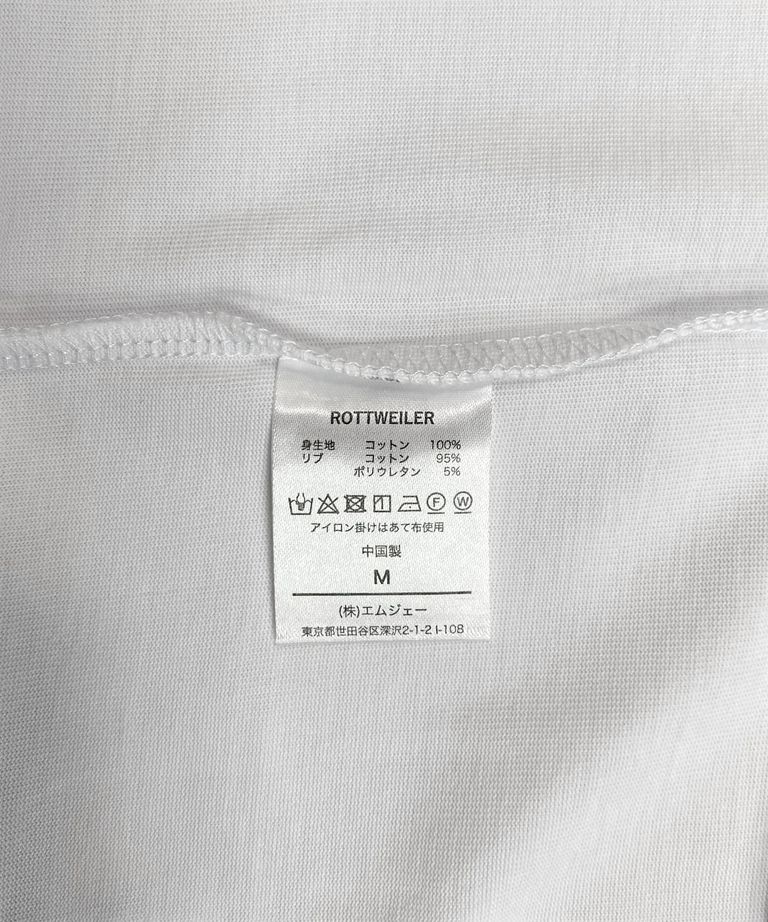 ROTTWEILER
身生地 コットン 100%
リブ コットン 95%
ポリウレタン 5%
F W
アイロン掛けはあて布使用
中国製
M
(株)エムジェー
東京都世田谷区深沢2-1-2 I-108